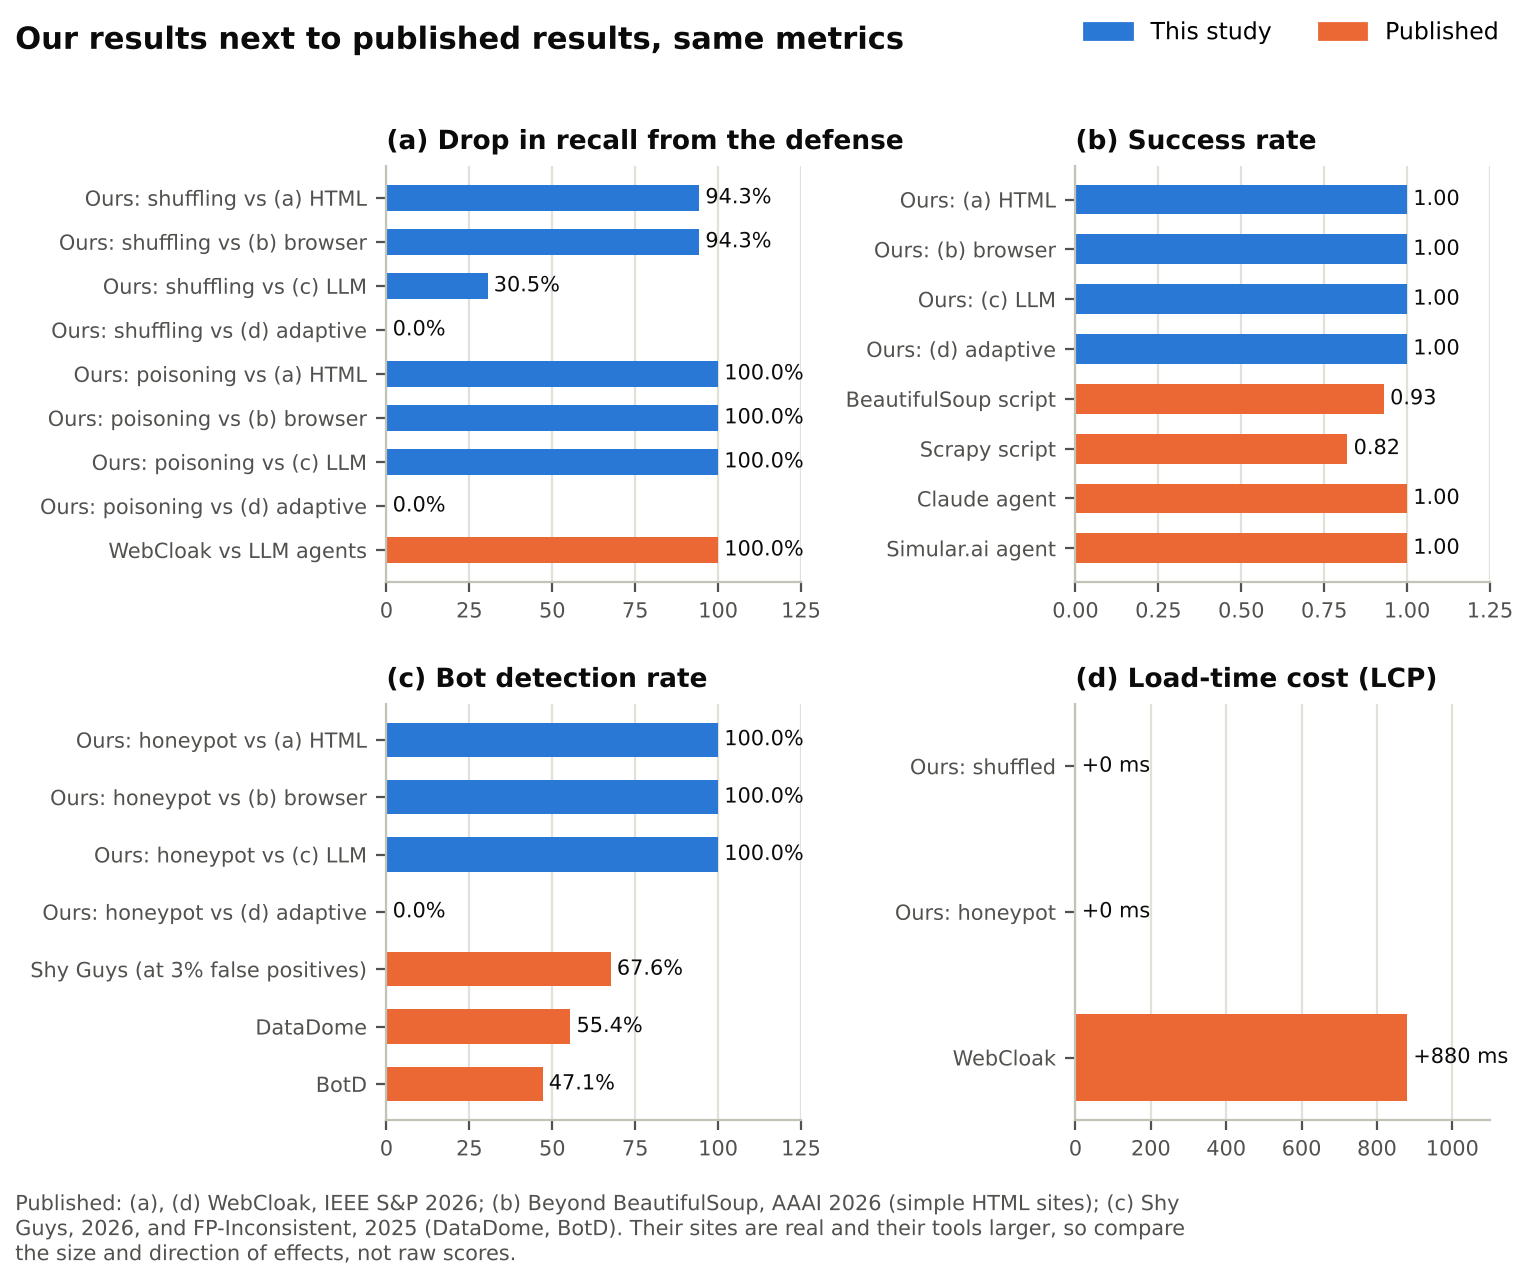 Our results next to published results, same metrics
This study
Published
(a) Drop in recall from the defense
Ours: shuffling vs (a) HTML
94.3%
Ours: shuffling vs (b) browser
94.3%
Ours: shuffling vs (c) LLM
30.5%
Ours: shuffling vs (d) adaptive
0.0%
Ours: poisoning vs (a) HTML
100.0%
Ours: poisoning vs (b) browser
100.0%
Ours: poisoning vs (c) LLM
100.0%
Ours: poisoning vs (d) adaptive
0.0%
WebCloak vs LLM agents
100.0%
0 25 50 75 100 125
(b) Success rate
Ours: (a) HTML
1.00
Ours: (b) browser
1.00
Ours: (c) LLM
1.00
Ours: (d) adaptive
1.00
BeautifulSoup script
0.93
Scrapy script
0.82
Claude agent
1.00
Simular.ai agent
1.00
0.00 0.25 0.50 0.75 1.00 1.25
(c) Bot detection rate
Ours: honeypot vs (a) HTML
100.0%
Ours: honeypot vs (b) browser
100.0%
Ours: honeypot vs (c) LLM
100.0%
Ours: honeypot vs (d) adaptive
0.0%
Shy Guys (at 3% false positives)
67.6%
DataDome
55.4%
BotD
47.1%
0 25 50 75 100 125
(d) Load-time cost (LCP)
Ours: shuffled
+0 ms
Ours: honeypot
+0 ms
WebCloak
+880 ms
0 200 400 600 800 1000
Published: (a), (d) WebCloak, IEEE S&P 2026; (b) Beyond BeautifulSoup, AAAI 2026 (simple HTML sites); (c) Shy
Guys, 2026, and FP-Inconsistent, 2025 (DataDome, BotD). Their sites are real and their tools larger, so compare
the size and direction of effects, not raw scores.